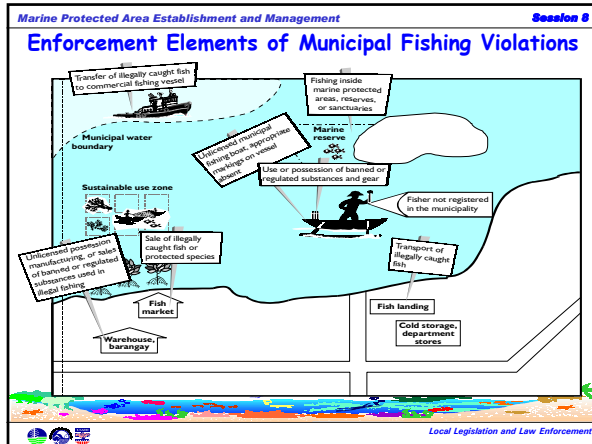 Marine Protected Area Establishment and Management
Session 8
Enforcement Elements of Municipal Fishing Violations
Transfer of illegally caught fish
to commercial fishing vessel
Fishing inside
marine protected
areas, reserves,
or sanctuaries
Municipal water
boundary
Unlicensed municipal
fishing boat, appropriate
markings on vessel
absent
Marine
reserve
Use or possession of banned or
regulated substances and gear
Sustainable use zone
Fisher not registered
in the municipality
Unlicensed possession
manufacturing, or sales
of banned or regulated
substances used in
illegal fishing
Sale of illegally
caught fish or
protected species
Transport of
illegally caught
fish
Fish
market
Fish landing
Warehouse,
barangay
Cold storage,
department
stores
Local Legislation and Law Enforcement